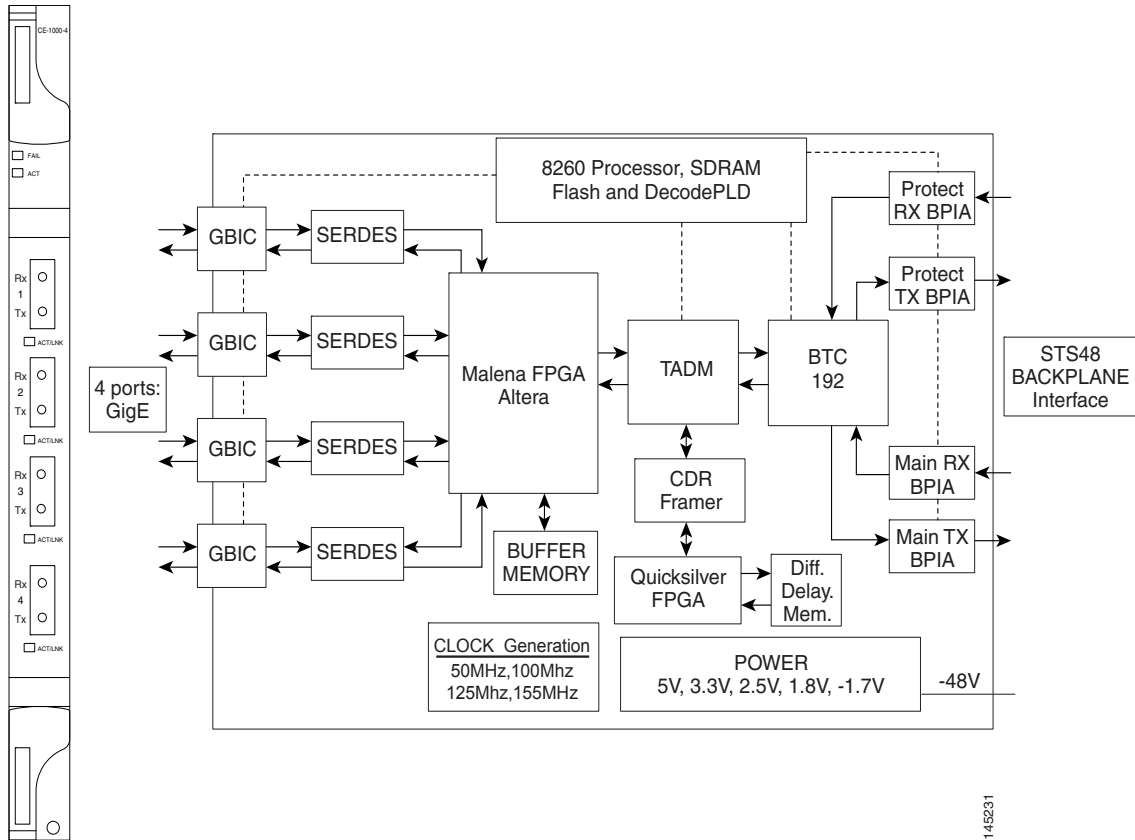 CE-1000-4
FAIL
ACT
Rx
1
Tx
ACT/LNK
Rx
2
Tx
ACT/LNK
Rx
3
Tx
ACT/LNK
Rx
4
Tx
ACT/LNK
4 ports:
GigE
GBIC
SERDES
GBIC
SERDES
GBIC
SERDES
GBIC
SERDES
8260 Processor, SDRAM
Flash and DecodePLD
Malena FPGA
Altera
BUFFER
MEMORY
TADM
CDR
Framer
Quicksilver
FPGA
Diff.
Delay.
Mem.
BTC
192
Protect
RX BPIA
Protect
TX BPIA
Main RX
BPIA
Main TX
BPIA
STS48
BACKPLANE
Interface
CLOCK Generation
50MHz,100Mhz
125Mhz,155MHz
POWER
5V, 3.3V, 2.5V, 1.8V, -1.7V
-48V
145231